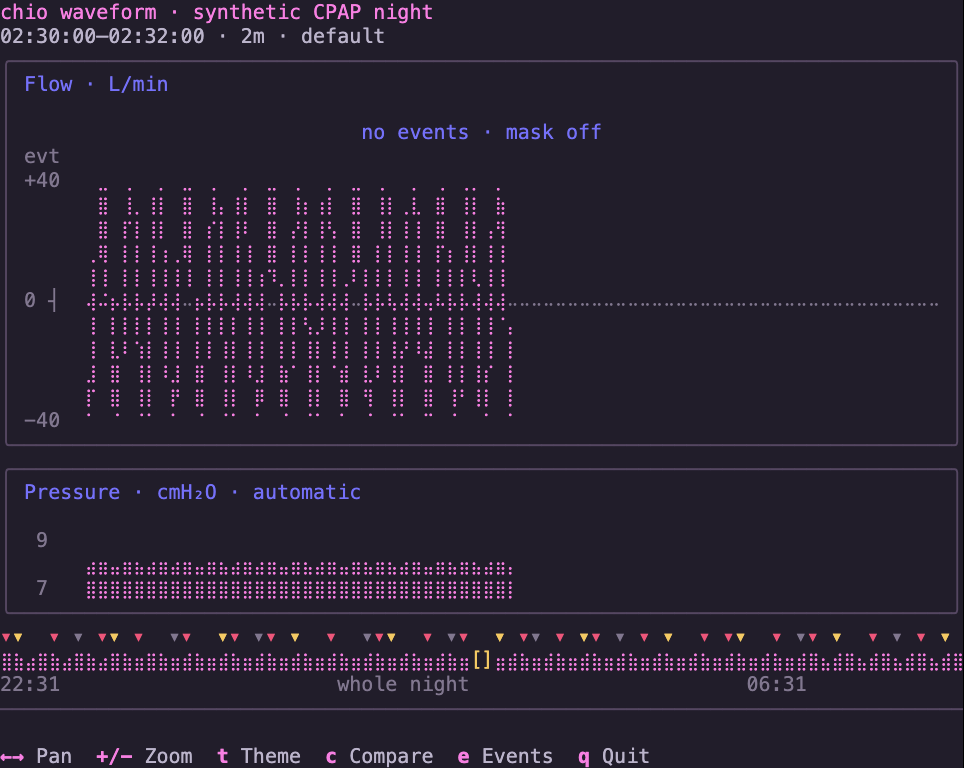 chio waveform · synthetic CPAP night
02:30:00–02:32:00 · 2m · default
Flow · L/min
no events · mask off
evt
+40
0
−40
Pressure · cmH₂O · automatic
9
7
[]
22:31 whole night 06:31
←→ Pan +/− Zoom t Theme c Compare e Events q Quit